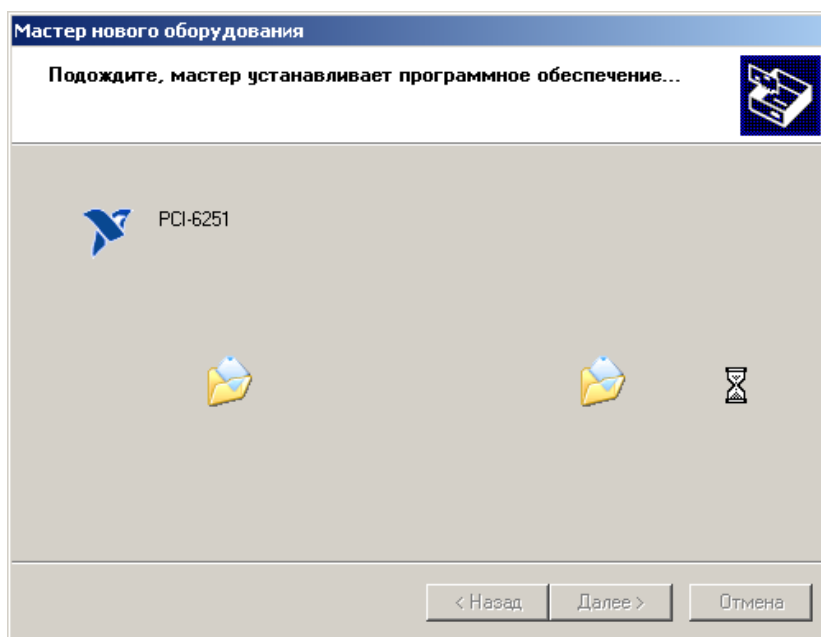 Мастер нового оборудования
Подождите, мастер устанавливает программное обеспечение...
PCI-6251
< Назад
Далее >
Отмена